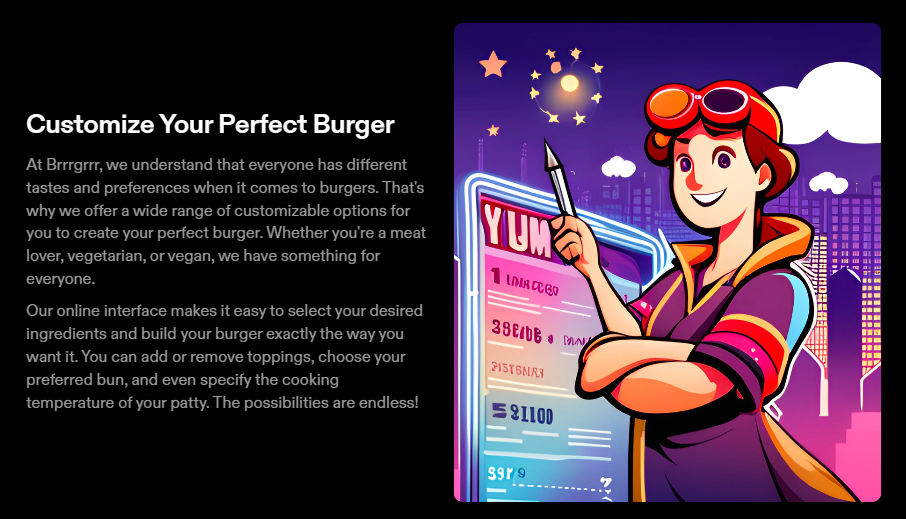 Customize Your Perfect Burger
At Brrrgrrr, we understand that everyone has different
tastes and preferences when it comes to burgers. That's
why we offer a wide range of customizable options for
you to create your perfect burger. Whether you're a meat
lover, vegetarian, or vegan, we have something for
everyone.
Our online interface makes it easy to select your desired
ingredients and build your burger exactly the way you
want it. You can add or remove toppings, choose your
preferred bun, and even specify the cooking
temperature of your patty. The possibilities are endless!
YUM
1